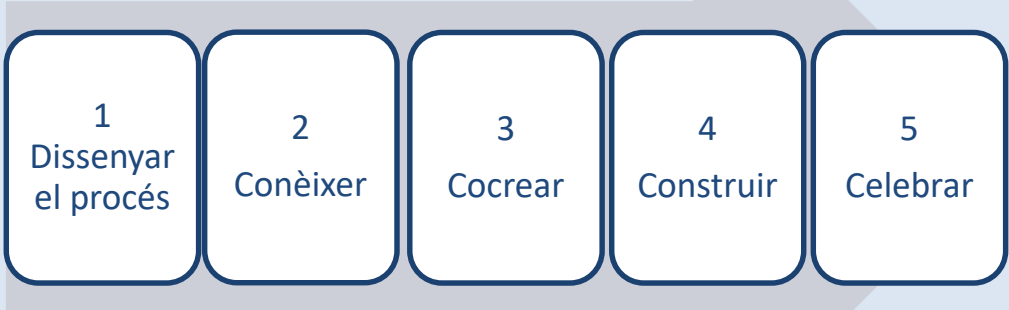 1
Dissenyar
el procés
2
Conèixer
3
Cocrear
4
Construir
5
Celebrar